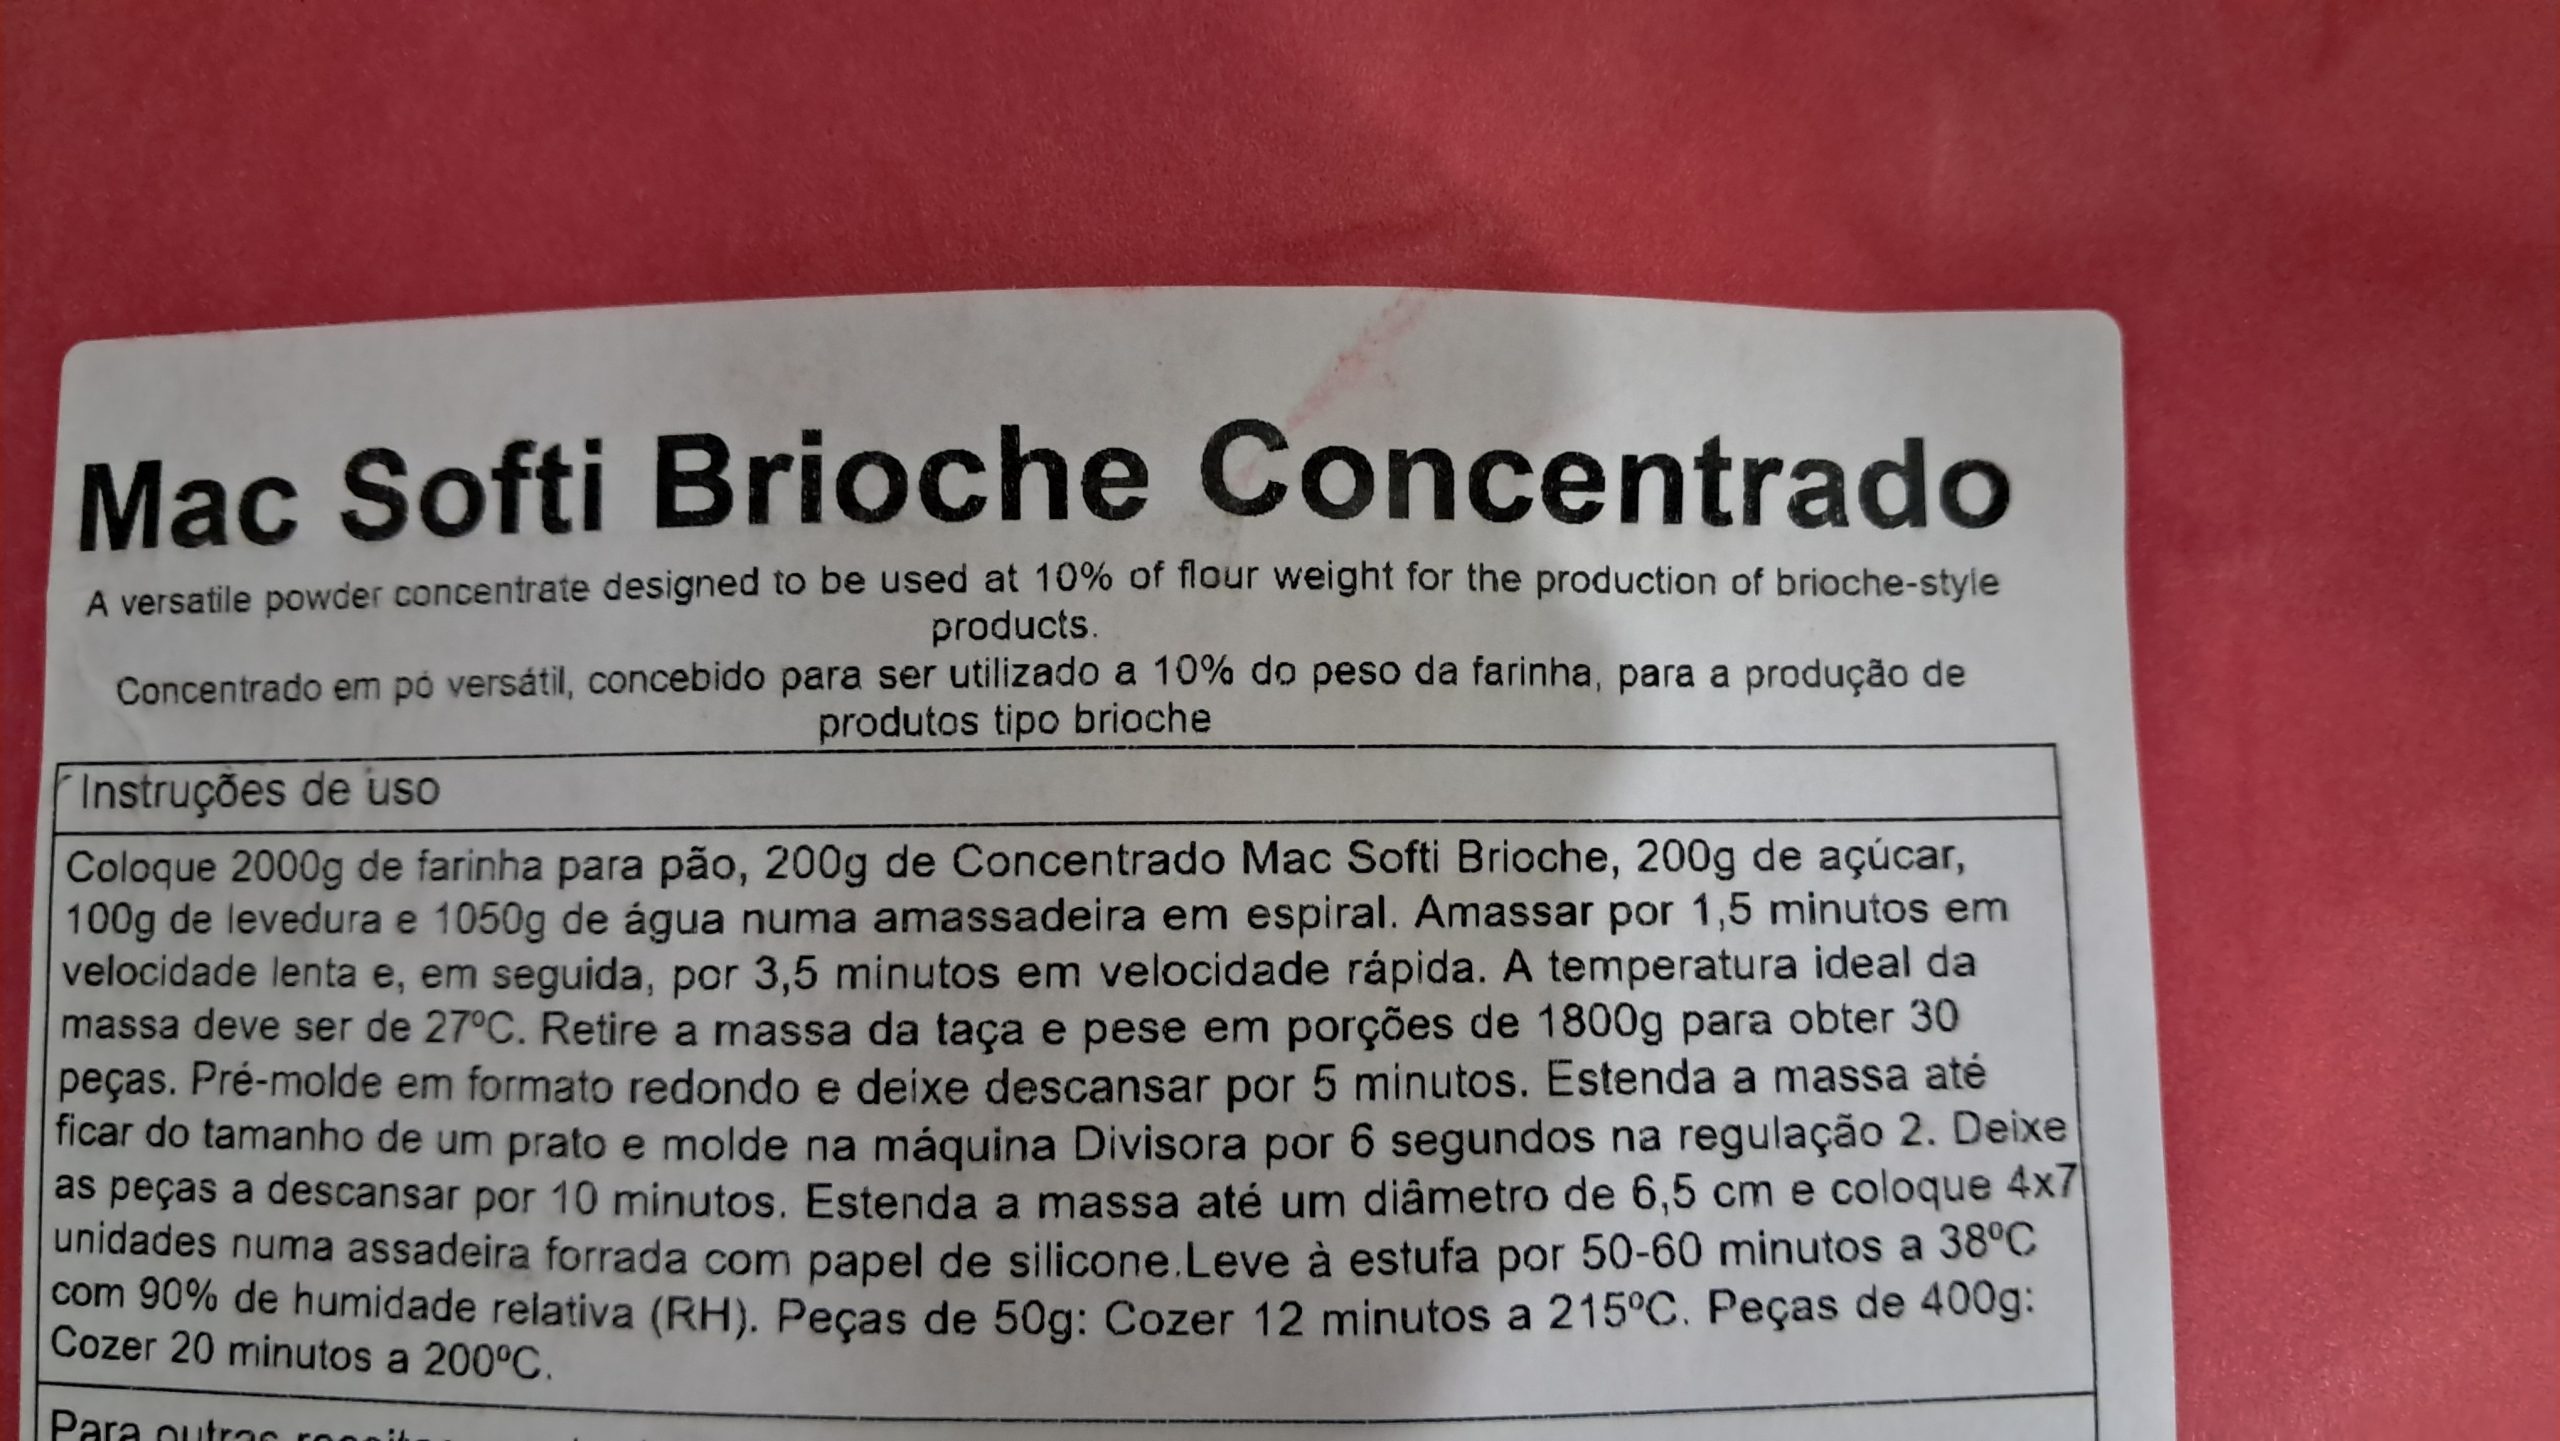 Mac Softi Brioche Concentrado
A versatile powder concentrate designed to be used at 10% of flour weight for the production of brioche-style
products.
Concentrado em pó versátil, concebido para ser utilizado a 10% do peso da farinha, para a produção de
produtos tipo brioche
Instruções de uso
Coloque 2000g de farinha para pão, 200g de Concentrado Mac Softi Brioche, 200g de açúcar,
100g de levedura e 1050g de água numa amassadeira em espiral. Amassar por 1,5 minutos em
velocidade lenta e, em seguida, por 3,5 minutos em velocidade rápida. A temperatura ideal da
massa deve ser de 27ºC. Retire a massa da taça e pese em porções de 1800g para obter 30
peças. Pré-molde em formato redondo e deixe descansar por 5 minutos. Estenda a massa até
ficar do tamanho de um prato e molde na máquina Divisora por 6 segundos na regulação 2. Deixe
as peças a descansar por 10 minutos. Estenda a massa até um diâmetro de 6,5 cm e coloque 4x7
unidades numa assadeira forrada com papel de silicone.Leve à estufa por 50-60 minutos a 38ºC
com 90% de humidade relativa (RH). Peças de 50g: Cozer 12 minutos a 215ºC. Peças de 400g:
Cozer 20 minutos a 200ºC.
Para outras